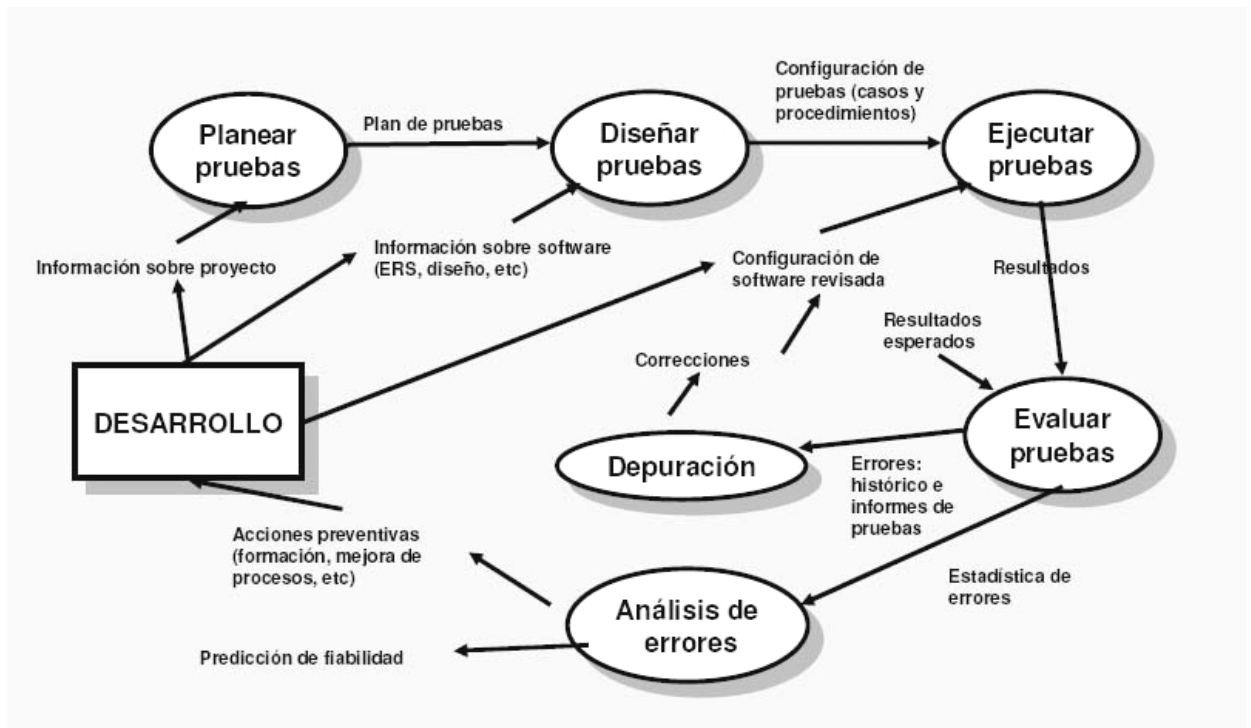 Planear
pruebas
Plan de pruebas
Diseñar
pruebas
Configuración de
pruebas (casos y
procedimientos)
Ejecutar
pruebas
Información sobre proyecto
Información sobre software
(ERS, diseño, etc)
Configuración de
software revisada
Resultados
Resultados
esperados
Correcciones
DESARROLLO
Evaluar
pruebas
Depuración
Errores:
histórico e
informes de
pruebas
Acciones preventivas
(formación, mejora de
procesos, etc)
Estadística de
errores
Análisis de
errores
Predicción de fiabilidad